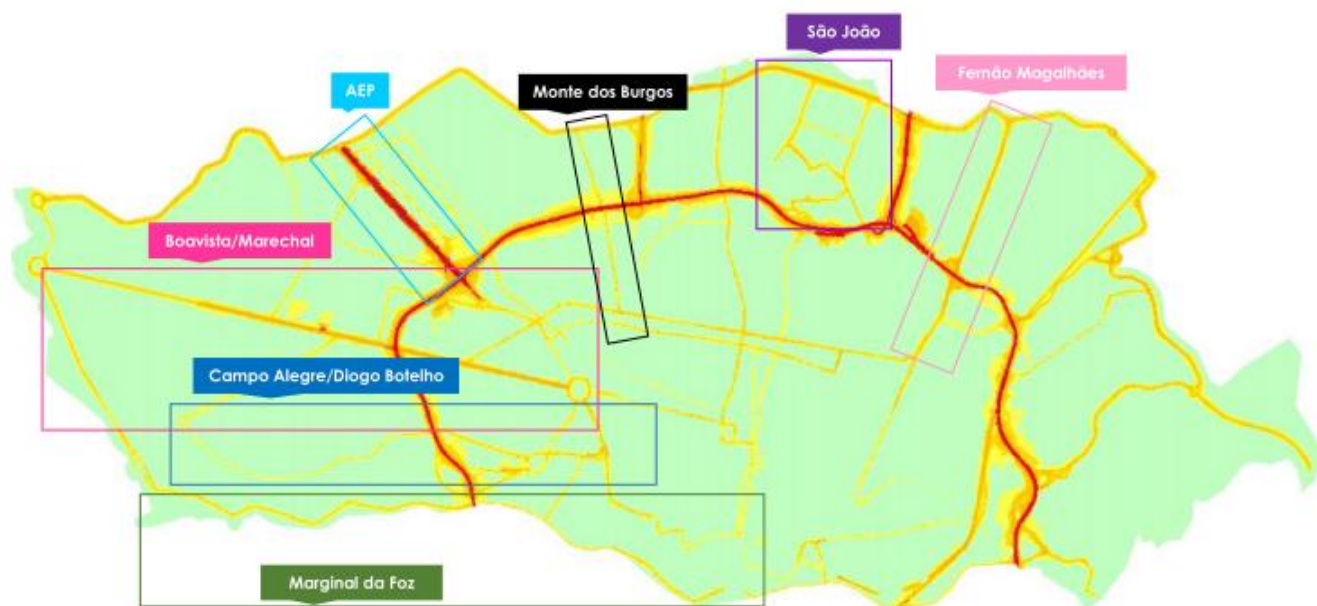 São João
Fernão Magalhães
AEP
Monte dos Burgos
Boavista/Marechal
Campo Alegre/Diogo Botelho
Marginal da Foz